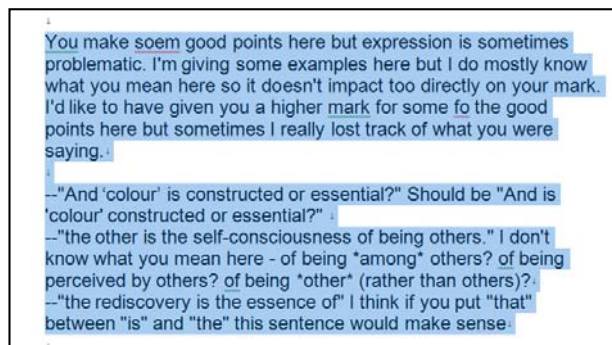 You make soem good points here but expression is sometimes
problematic. I'm giving some examples here but I do mostly know
what you mean here so it doesn't impact too directly on your mark.
I'd like to have given you a higher mark for some fo the good
points here but sometimes I really lost track of what you were
saying.
--"And ‘colour’ is constructed or essential?" Should be "And is
'colour' constructed or essential?"
--"the other is the self-consciousness of being others." I don't
know what you mean here - of being *among* others? of being
perceived by others? of being *other* (rather than others)?
--"the rediscovery is the essence of" I think if you put "that"
between "is" and "the" this sentence would make sense